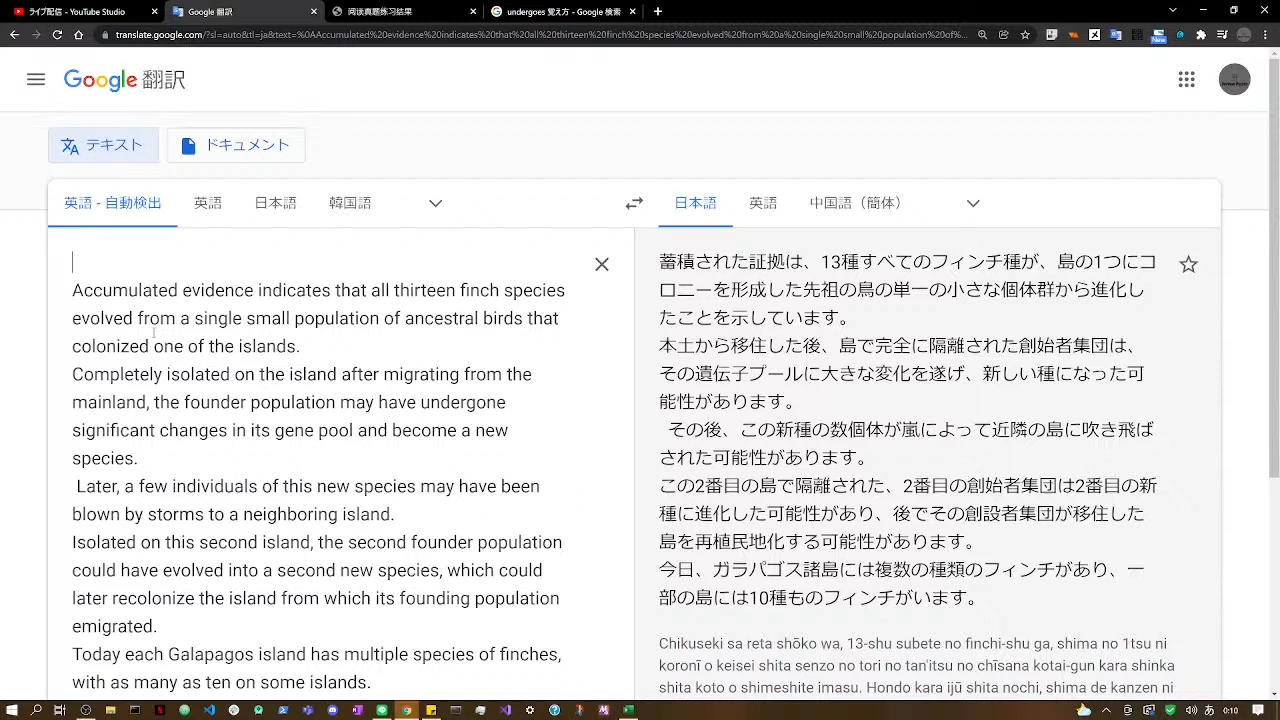 ライブ配信 - YouTube Studio
Google 翻訳
阅读真题练习结果
undergoes 覚え方 - Google 検索
translate.google.com/?sl=auto&tl=ja&text=%0AAccumulated%20evidence%20indicates%20that%20all%20thirteen%20finch%20species%20evolved%20from%20a%20single%20small%20population%20of%...
New
Google 翻訳
テキスト
ドキュメント
英語 - 自動検出 英語 日本語 韓国語
日本語 英語 中国語（簡体）
Accumulated evidence indicates that all thirteen finch species
evolved from a single small population of ancestral birds that
colonized one of the islands.
Completely isolated on the island after migrating from the
mainland, the founder population may have undergone
significant changes in its gene pool and become a new
species.
Later, a few individuals of this new species may have been
blown by storms to a neighboring island.
Isolated on this second island, the second founder population
could have evolved into a second new species, which could
later recolonize the island from which its founding population
emigrated.
Today each Galapagos island has multiple species of finches,
with as many as ten on some islands.
蓄積された証拠は、13種すべてのフィンチ種が、島の1つにコ
ロニーを形成した先祖の鳥の単一の小さな個体群から進化し
たことを示しています。
本土から移住した後、島で完全に隔離された創始者集団は、
その遺伝子プールに大きな変化を遂げ、新しい種になった可
能性があります。
その後、この新種の数個体が嵐によって近隣の島に吹き飛ば
された可能性があります。
この2番目の島で隔離された、2番目の創始者集団は2番目の新
種に進化した可能性があり、後でその創設者集団が移住した
島を再植民地化する可能性があります。
今日、ガラパゴス諸島には複数の種類のフィンチがあり、一
部の島には10種ものフィンチがいます。
Chikuseki sa reta shōko wa, 13-shu subete no finchi-shu ga, shima no 1tsu ni
koronī o keisei shita senzo no tori no tan'itsu no chīsana kotai-gun kara shinka
shita koto o shimeshite imasu. Hondo kara ijū shita nochi, shima de kanzen ni
0:10